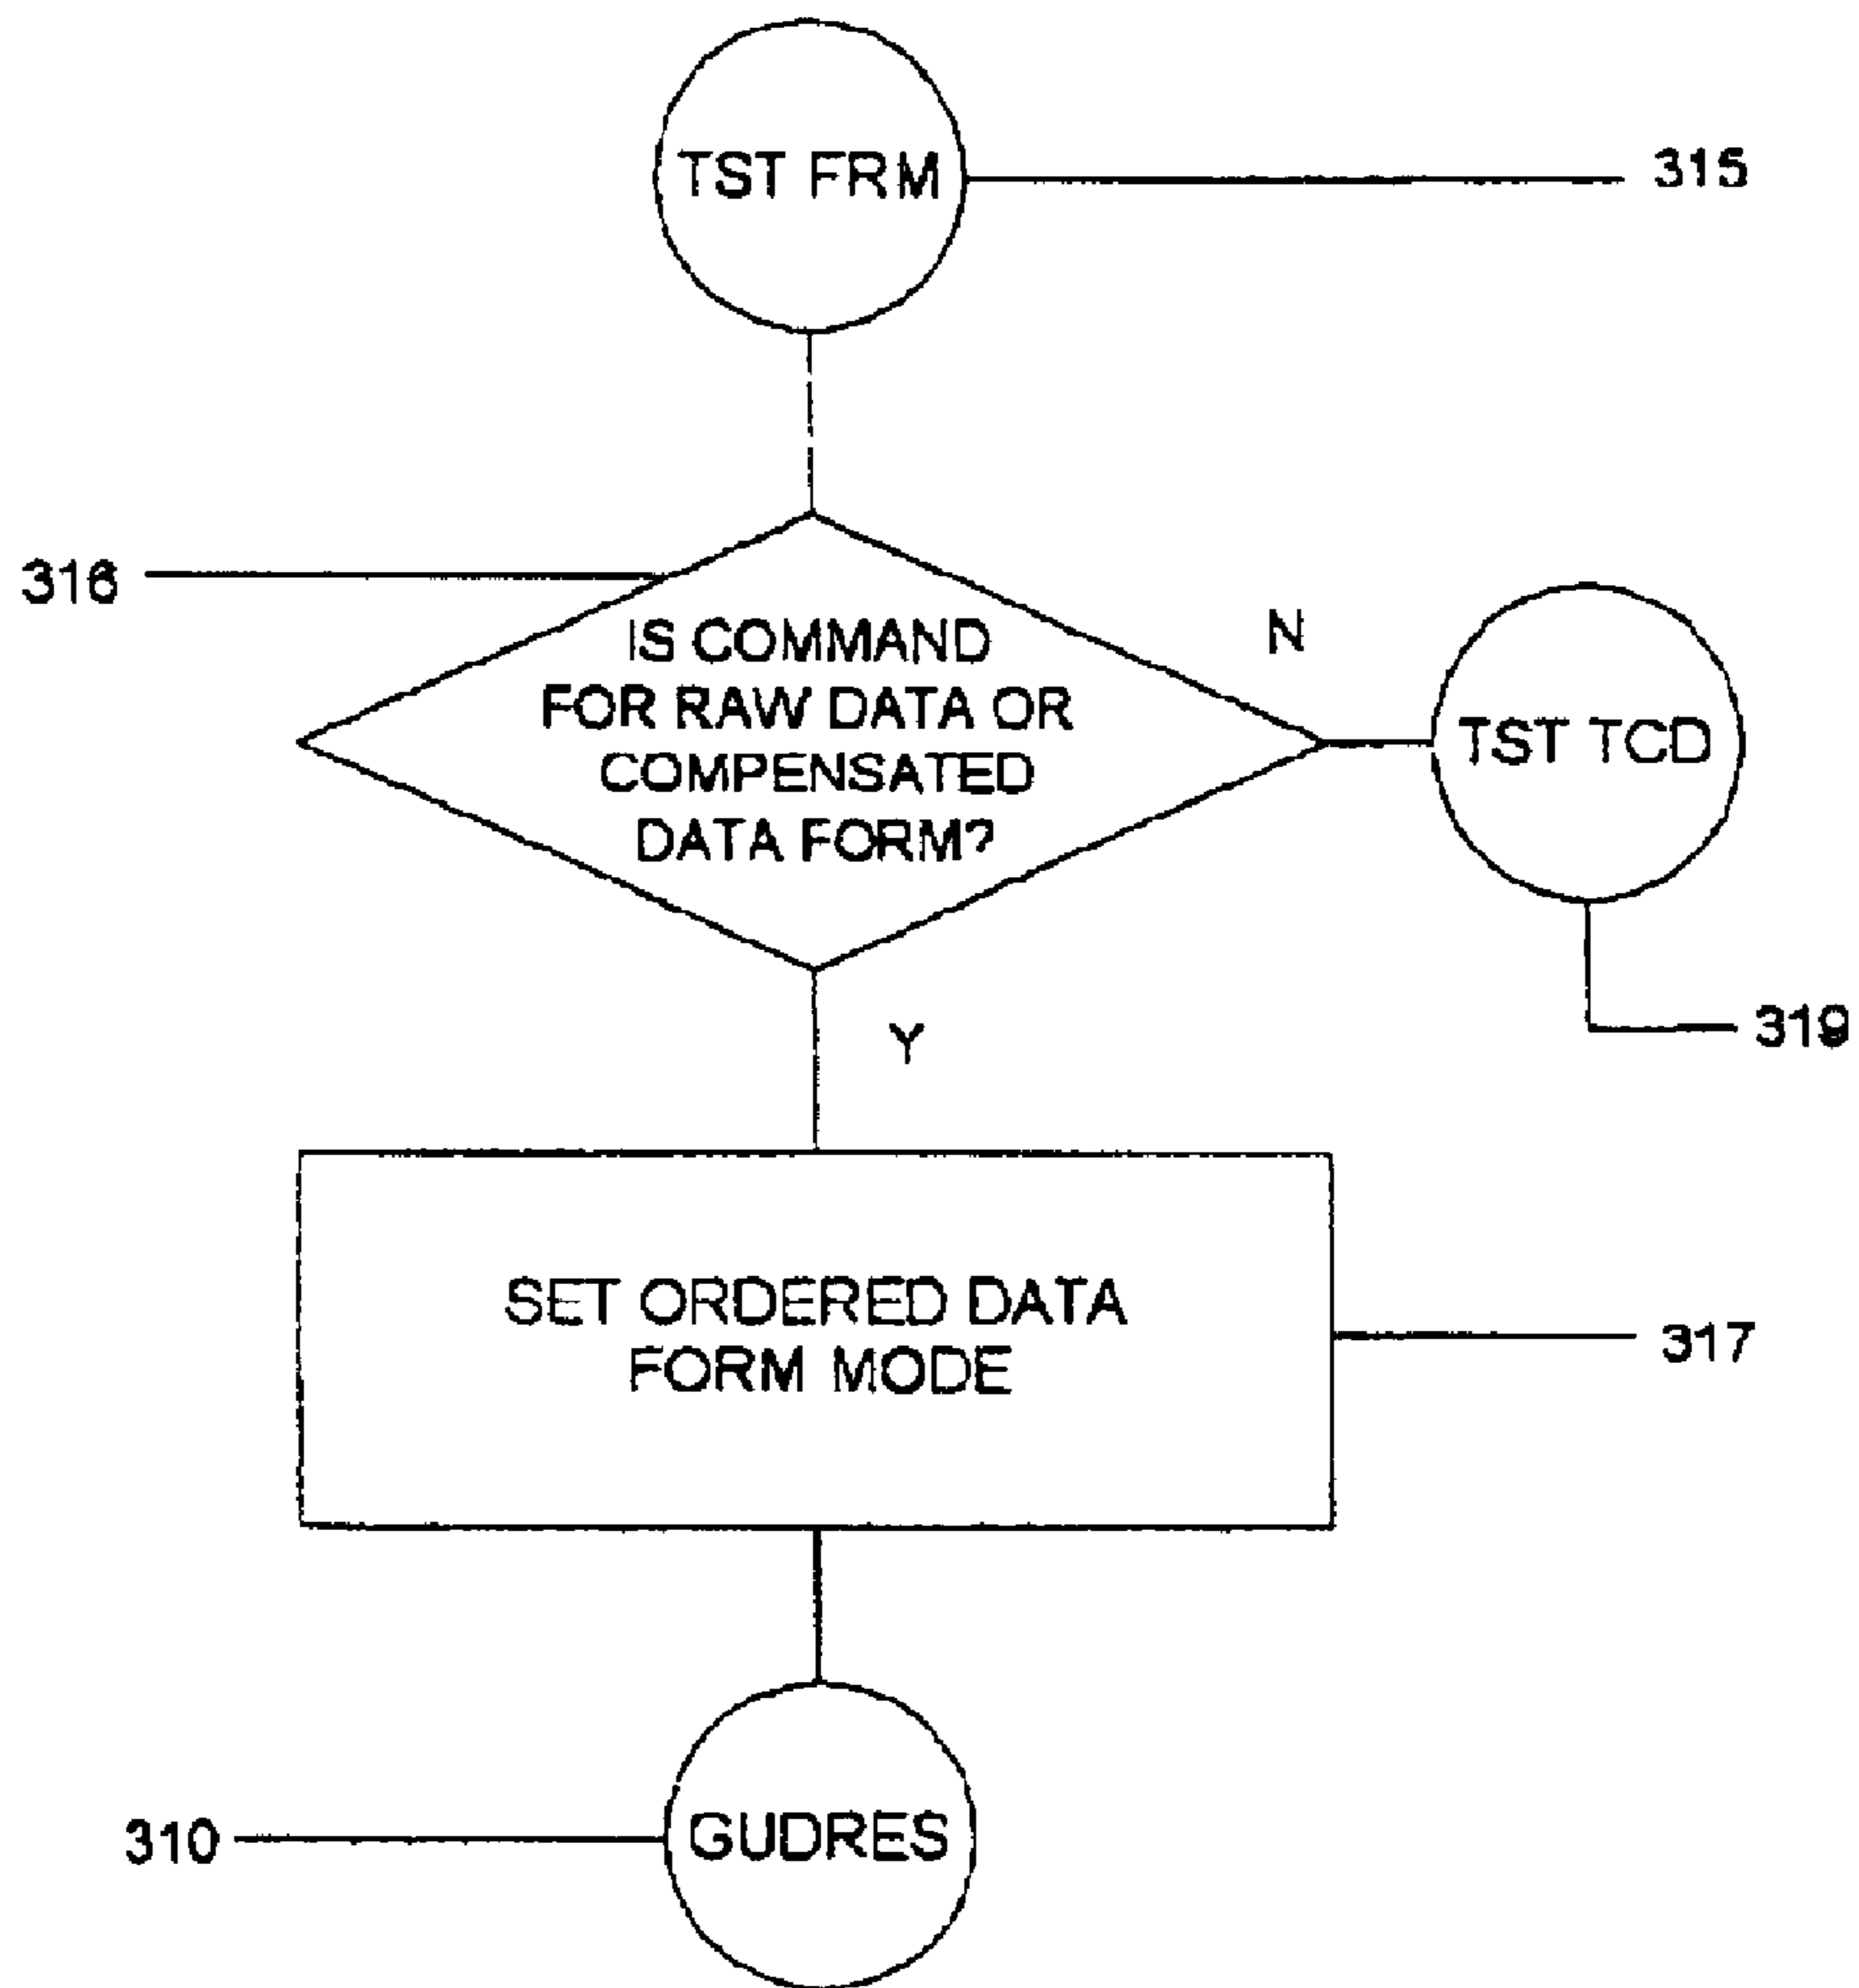 TST FRM
315
316
IS COMMAND
FOR RAW DATA OR
COMPENSATED
DATA FORM?
N
TST TCD
319
Y
SET ORDERED DATA
FORM MODE
317
310
GUDRES